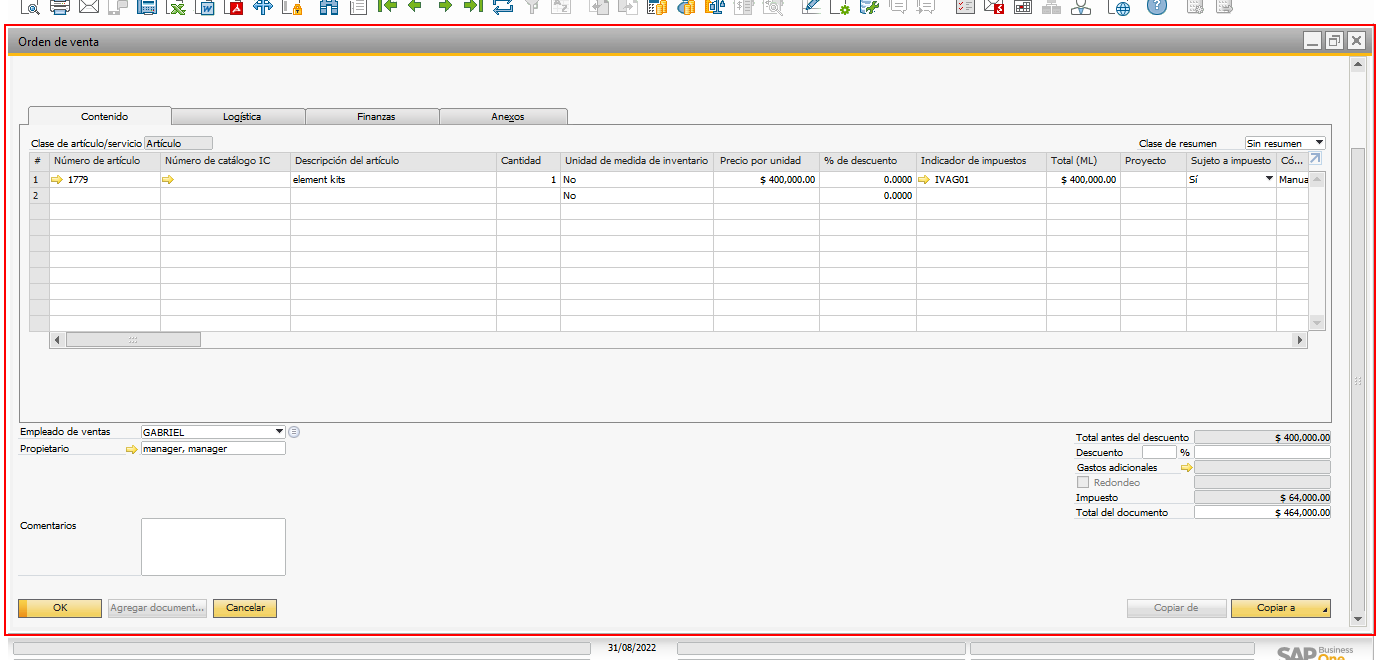 Orden de venta
Contenido Logística Finanzas Anexos
Clase de artículo/servicio Artículo Clase de resumen Sin resumen
# Número de artículo Número de catálogo IC Descripción del artículo Cantidad Unidad de medida de inventario Precio por unidad % de descuento Indicador de impuestos Total (ML) Proyecto Sujeto a impuesto Có...
1 1779 element kits 1 No $ 400,000.00 0.0000 IVAG01 $ 400,000.00 Sí Manua
2 No 0.0000
Empleado de ventas GABRIEL
Propietario manager, manager
Total antes del descuento $ 400,000.00
Descuento %
Gastos adicionales
Redondeo
Impuesto $ 64,000.00
Total del documento $ 464,000.00
Comentarios
OK Agregar document... Cancelar Copiar de Copiar a
31/08/2022
SAP Business One